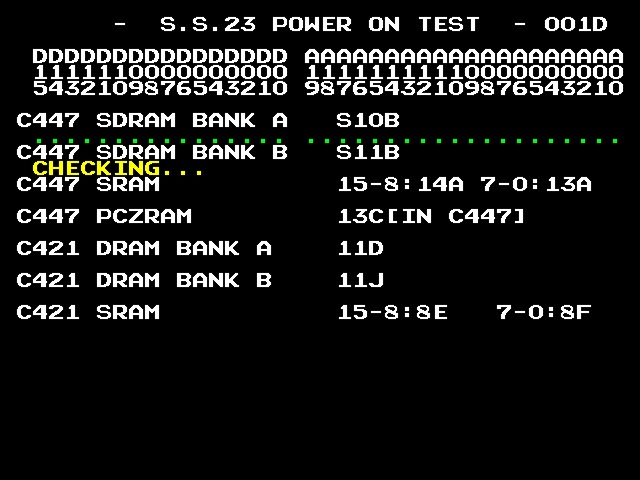 - S.S.23 POWER ON TEST - 001D
DDDDDDDDDDDDDDDD AAAAAAAAAAAAAAAAAAAA
1111110000000000 11111111110000000000
5432109876543210 98765432109876543210
C447 SDRAM BANK A S10B
................ ....................
C447 SDRAM BANK B S11B
CHECKING...
C447 SRAM 15-8:14A 7-0:13A
C447 PCZRAM 13C[IN C447]
C421 DRAM BANK A 11D
C421 DRAM BANK B 11J
C421 SRAM 15-8:8E 7-0:8F